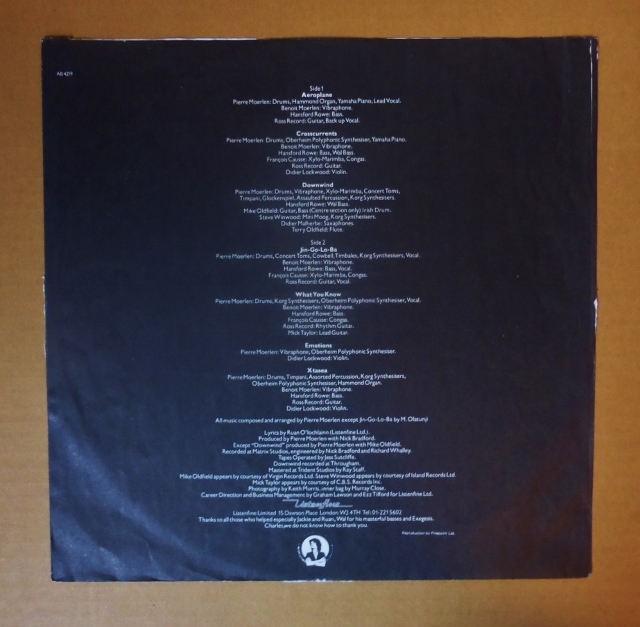 AB 4219
Side 1
Aeroplane
Pierre Moerlen: Drums, Hammond Organ, Yamaha Piano, Lead Vocal.
Benoit Moerlen: Vibraphone.
Hansford Rowe: Bass.
Ross Record: Guitar, Back up Vocal.
Crosscurrents
Pierre Moerlen: Drums, Oberheim Polyphonic Synthesiser, Yamaha Piano.
Benoit Moerlen: Vibraphone.
Hansford Rowe: Bass, Wal Bass.
François Causse: Xylo-Marimba, Congas.
Ross Record: Guitar.
Didier Lockwood: Violin.
Downwind
Pierre Moerlen: Drums, Vibraphone, Xylo-Marimba, Concert Toms,
Timpani, Glockenspiel, Assaulted Percussion, Korg Synthesisers.
Hansford Rowe: Wal Bass.
Mike Oldfield: Guitar, Bass (Centre section only) Irish Drum.
Steve Winwood: Mini Moog, Korg Synthesisers.
Didier Malherbe: Saxophones.
Terry Oldfield: Flute.
Side 2
Jin-Go-Lo-Ba
Pierre Moerlen: Drums, Concert Toms, Cowbell, Timbales, Korg Synthesisers, Vocal.
Benoit Moerlen: Vibraphone.
Hansford Rowe: Bass, Vocal.
François Causse: Xylo-Marimba, Congas.
Ross Record: Guitar, Vocal.
What You Know
Pierre Moerlen: Drums, Korg Synthesisers, Oberheim Polyphonic Synthesiser, Vocal.
Benoit Moerlen: Vibraphone.
Hansford Rowe: Bass.
François Causse: Congas.
Ross Record: Rhythm Guitar.
Mick Taylor: Lead Guitar.
Emotions
Pierre Moerlen: Vibraphone, Oberheim Polyphonic Synthesiser.
Didier Lockwood: Violin.
Xtasea
Pierre Moerlen: Drums, Timpani, Assorted Percussion, Korg Synthesisers,
Oberheim Polyphonic Synthesiser, Hammond Organ.
Benoit Moerlen: Vibraphone.
Hansford Rowe: Bass.
Ross Record: Guitar.
Didier Lockwood: Violin.
All music composed and arranged by Pierre Moerlen except Jin-Go-Lo-Ba by M. Olatunji
Lyrics by Ruan O'lochlainn (Listenfine Ltd.).
Produced by Pierre Moerlen with Nick Bradford.
Except "Downwind" produced by Pierre Moerlen with Mike Oldfield.
Recorded at Matrix Studios, engineered by Nick Bradford and Richard Whalley.
Tapes Operated by Jess Sutcliffe.
Downwind recorded at Througham.
Mastered at Trident Studios by Ray Staff.
Mike Oldfield appears by courtesy of Virgin Records Ltd. Steve Winwood appears by courtesy of Island Records Ltd.
Mick Taylor appears by courtesy of C.B.S. Records Inc.
Photography by Keith Morris, inner bag by Murray Close.
Career Direction and Business Management by Graham Lawson and Ezz Tilford for Listenfine Ltd.
Listenfine
Listenfine Limited 15 Dawson Place London W2 4TH Tel: 01-221 5602
Thanks to all those who helped especially Jackie and Ruan, Wal for his masterful basses and Exegesis.
Charles we do not know how to thank you.
Reproduction by Firepoint Ltd.